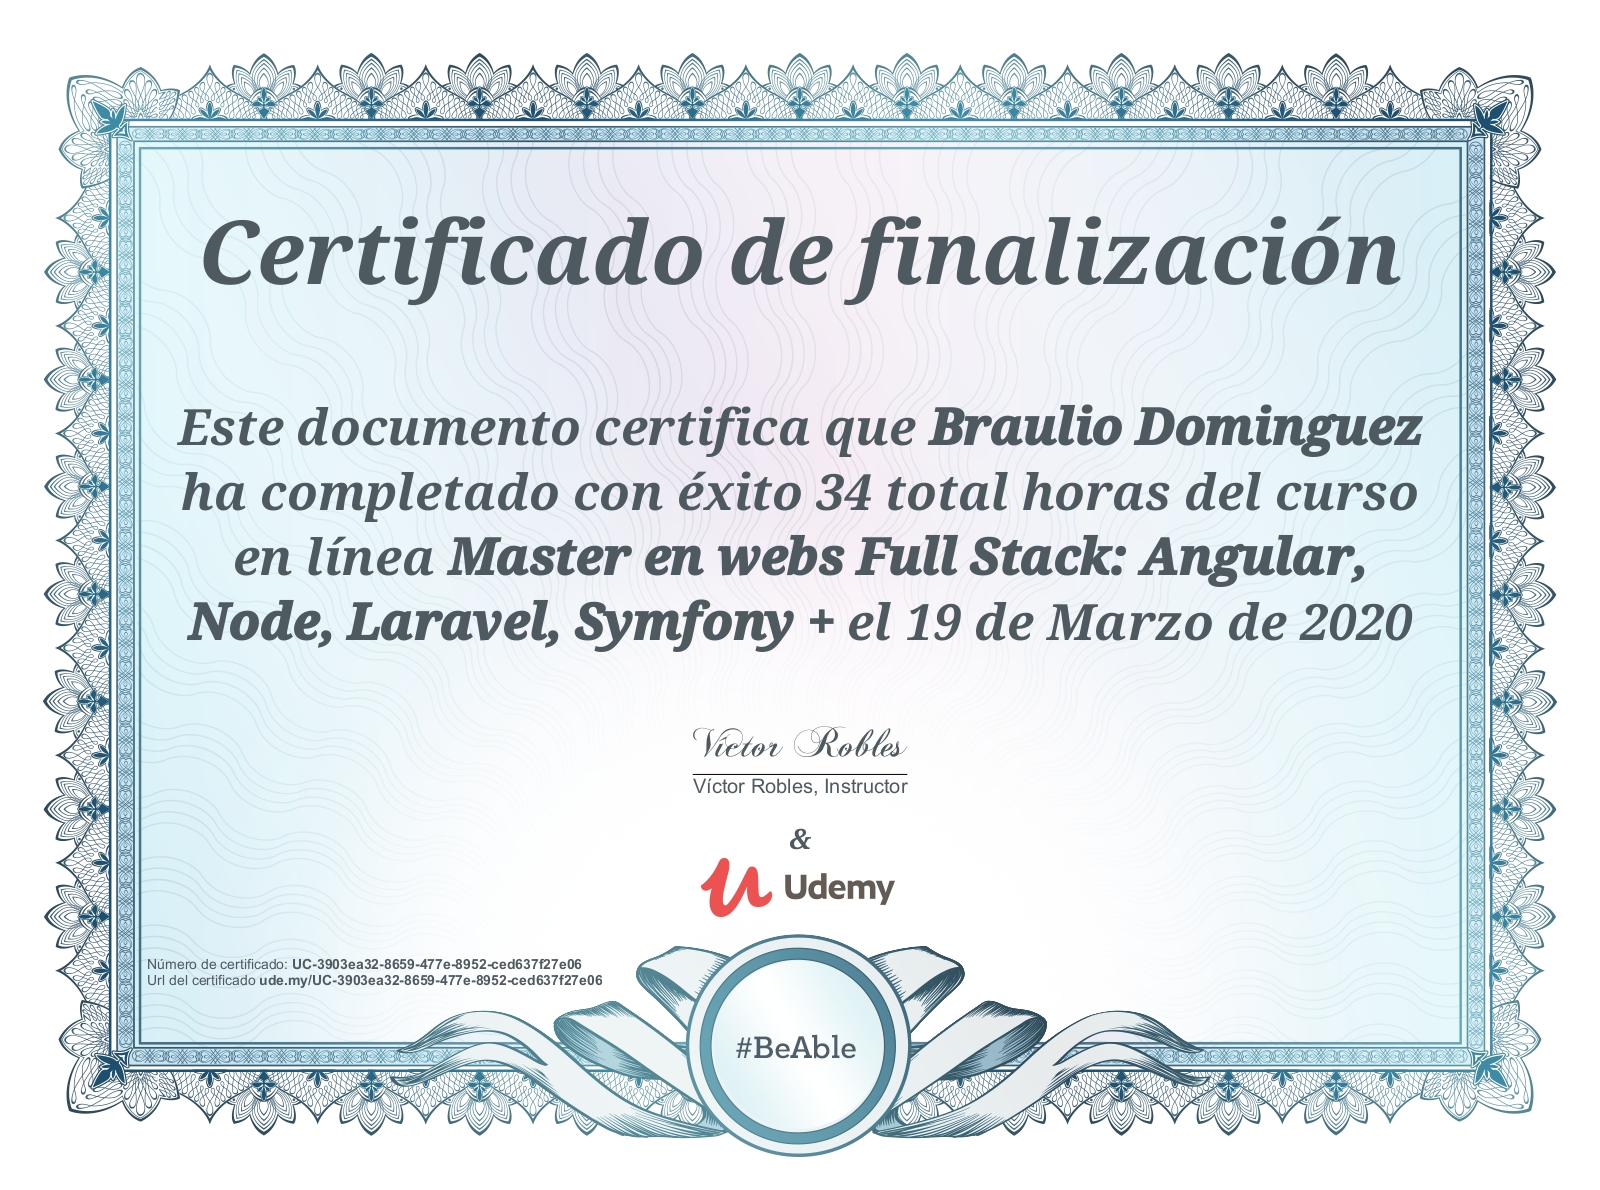 Certificado de finalización
Este documento certifica que Braulio Dominguez
ha completado con éxito 34 total horas del curso
en línea Master en webs Full Stack: Angular,
Node, Laravel, Symfony + el 19 de Marzo de 2020
Víctor Robles
Víctor Robles, Instructor
&
Udemy
Número de certificado: UC-3903ea32-8659-477e-8952-ced637f27e06
Url del certificado ude.my/UC-3903ea32-8659-477e-8952-ced637f27e06
#BeAble